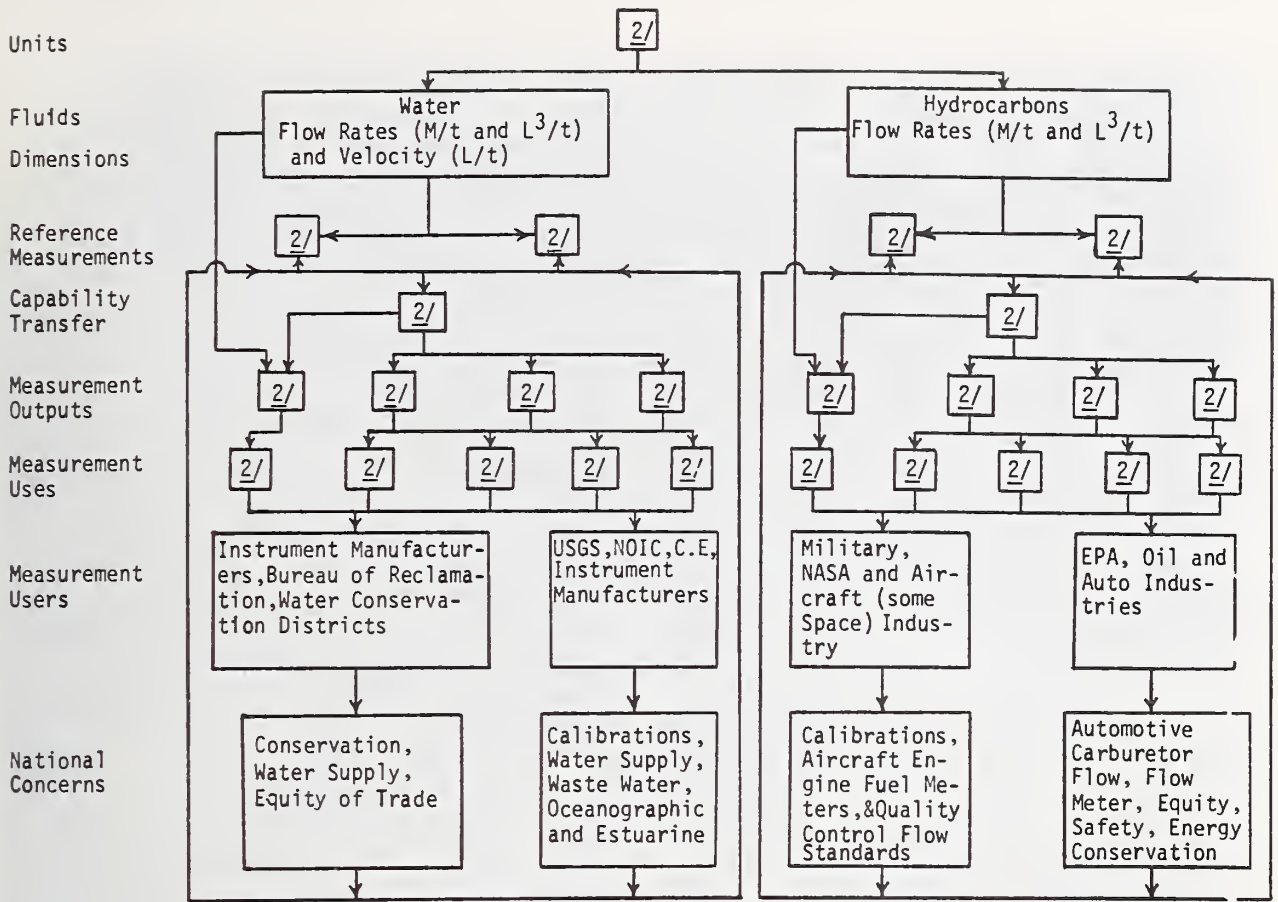 Units
2/
Fluids
Dimensions
Water
Flow Rates (M/t and L³/t)
and Velocity (L/t)
Hydrocarbons
Flow Rates (M/t and L³/t)
Reference
Measurements
2/ 2/ 2/ 2/
Capability
Transfer
2/ 2/
Measurement
Outputs
2/ 2/ 2/ 2/ 2/ 2/ 2/ 2/
Measurement
Uses
2/ 2/ 2/ 2/ 2/ 2/ 2/ 2/ 2/ 2/
Measurement
Users
Instrument Manufactur-
ers,Bureau of Reclama-
tion,Water Conserva-
tion Districts
USGS,NOIC,C.E,
Instrument
Manufacturers
Military,
NASA and Air-
craft (some
Space) Indus-
try
EPA, Oil and
Auto Indus-
tries
National
Concerns
Conservation,
Water Supply,
Equity of Trade
Calibrations,
Water Supply,
Waste Water,
Oceanographic
and Estuarine
Calibrations,
Aircraft En-
gine Fuel Me-
ters,&Quality
Control Flow
Standards
Automotive
Carburetor
Flow, Flow
Meter, Equity,
Safety, Energy
Conservation